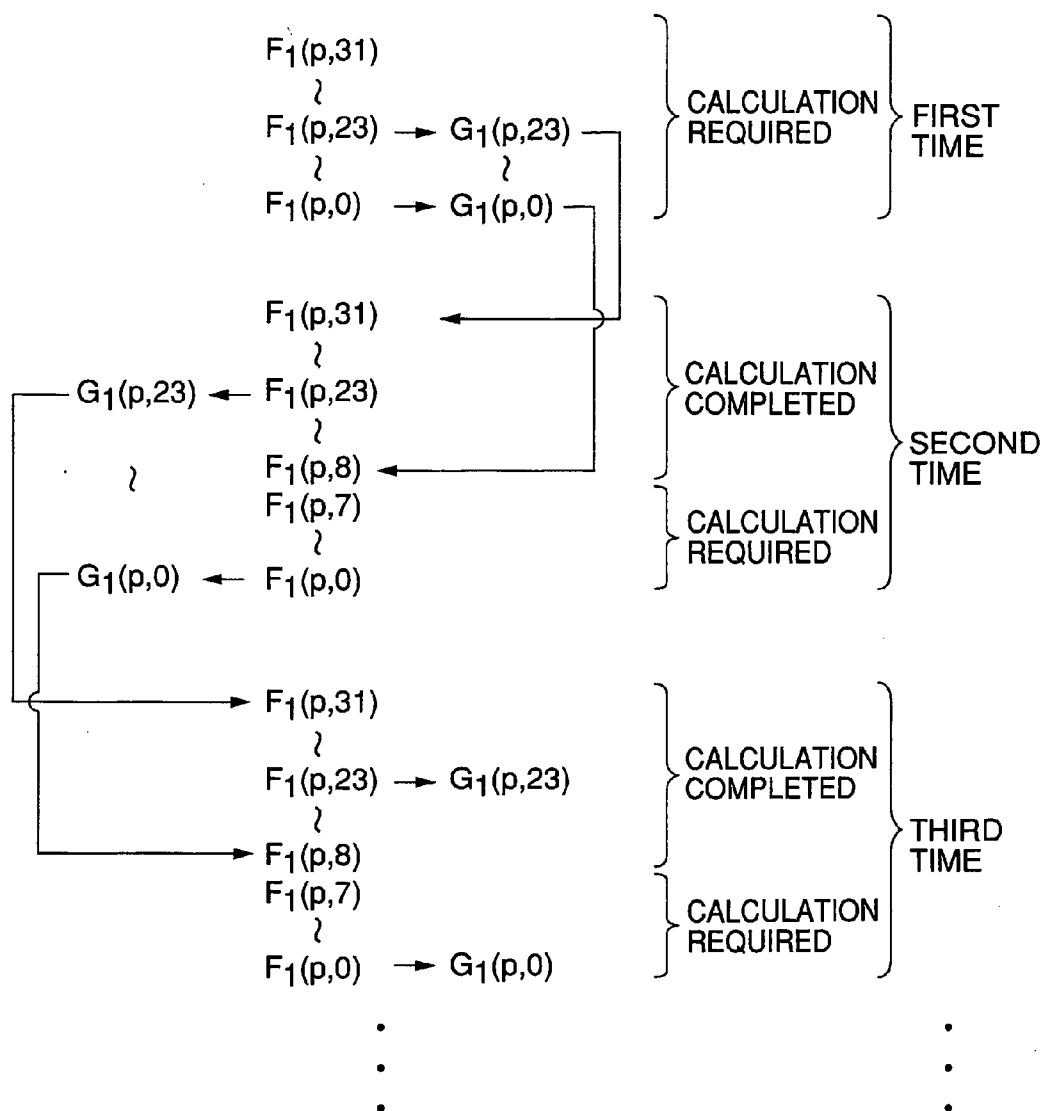 F₁(p,31)
~
F₁(p,23) → G₁(p,23)
~ ~
F₁(p,0) → G₁(p,0)
CALCULATION
REQUIRED
FIRST
TIME
F₁(p,31)
~
G₁(p,23) ← F₁(p,23)
~
~ F₁(p,8)
F₁(p,7)
~
G₁(p,0) ← F₁(p,0)
CALCULATION
COMPLETED
CALCULATION
REQUIRED
SECOND
TIME
F₁(p,31)
~
F₁(p,23) → G₁(p,23)
~
F₁(p,8)
F₁(p,7)
~
F₁(p,0) → G₁(p,0)
CALCULATION
COMPLETED
CALCULATION
REQUIRED
THIRD
TIME